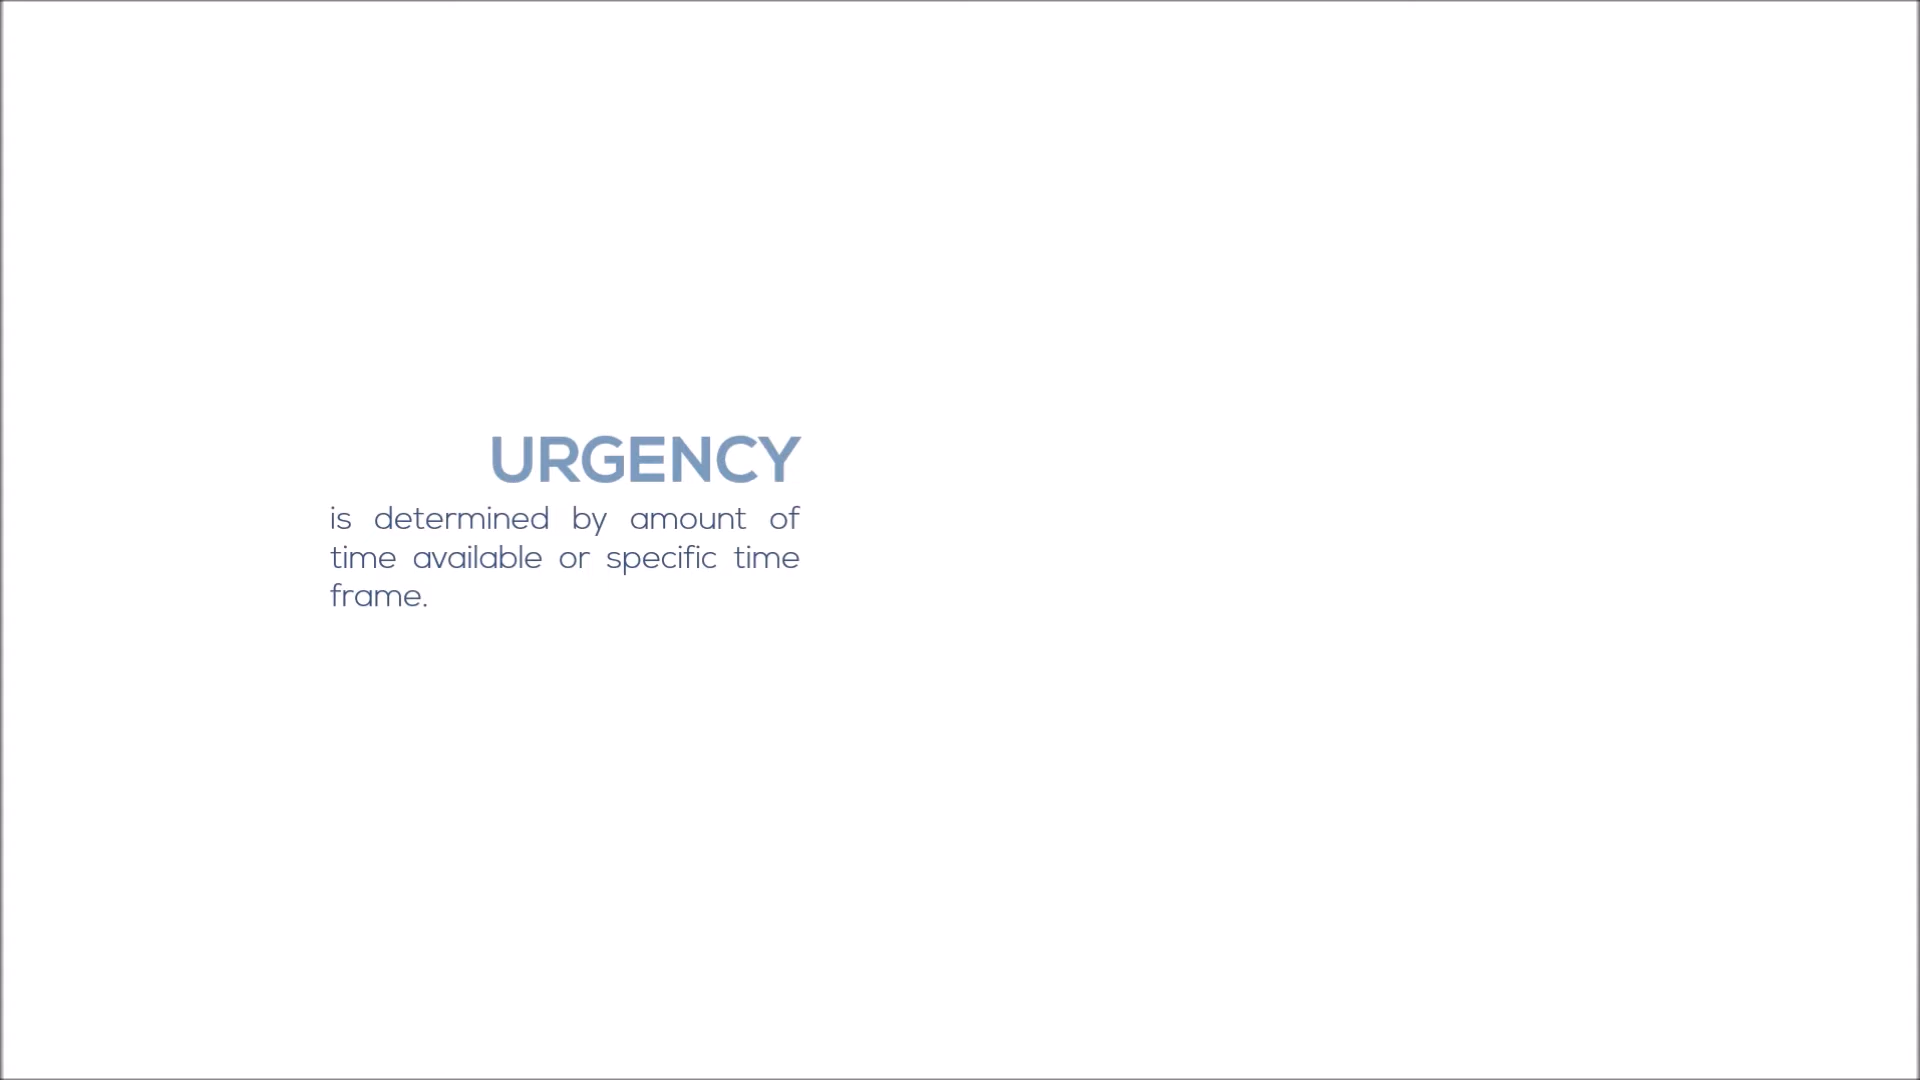 URGENCY
is determined by amount of
time available or specific time
frame.